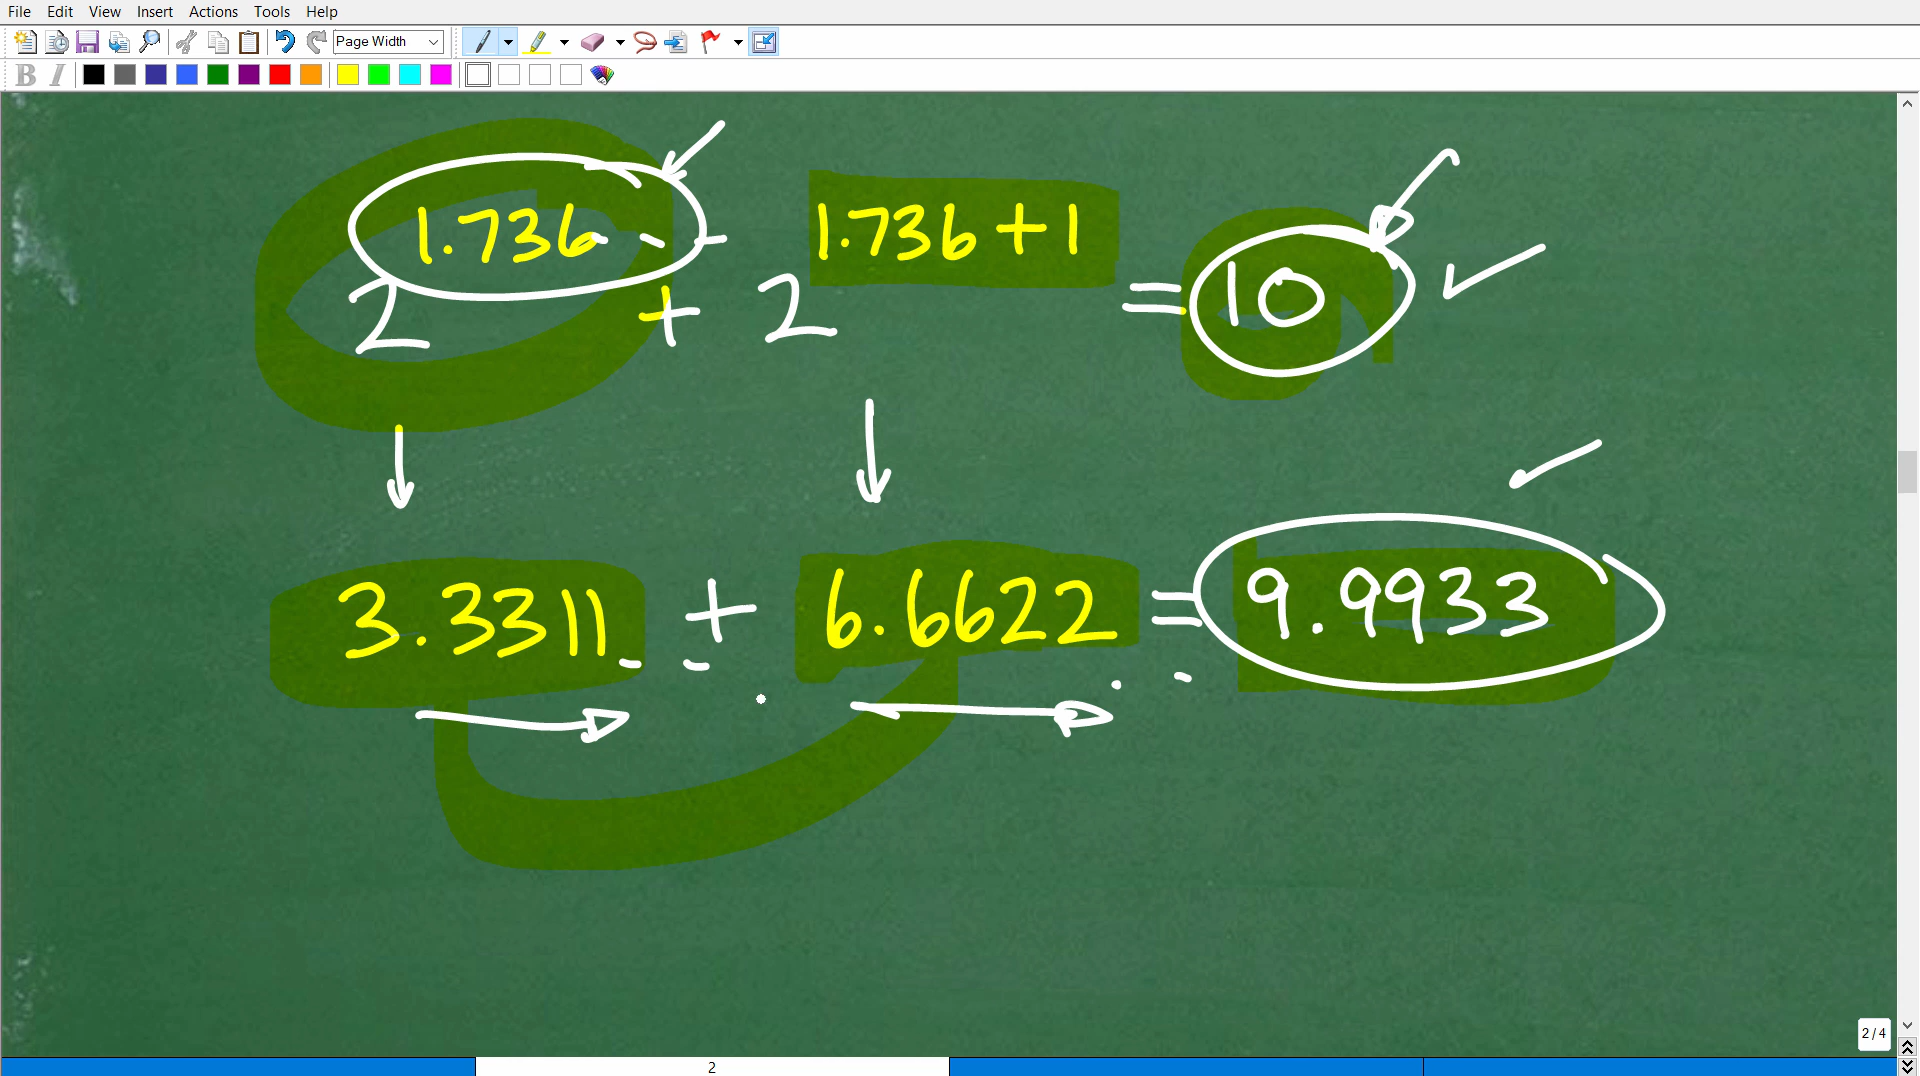 File Edit View Insert Actions Tools Help
Page Width
B I
2^1.736... + 2^1.736+1 = 10
3.3311... + 6.6622... = 9.9933
2 / 4
2